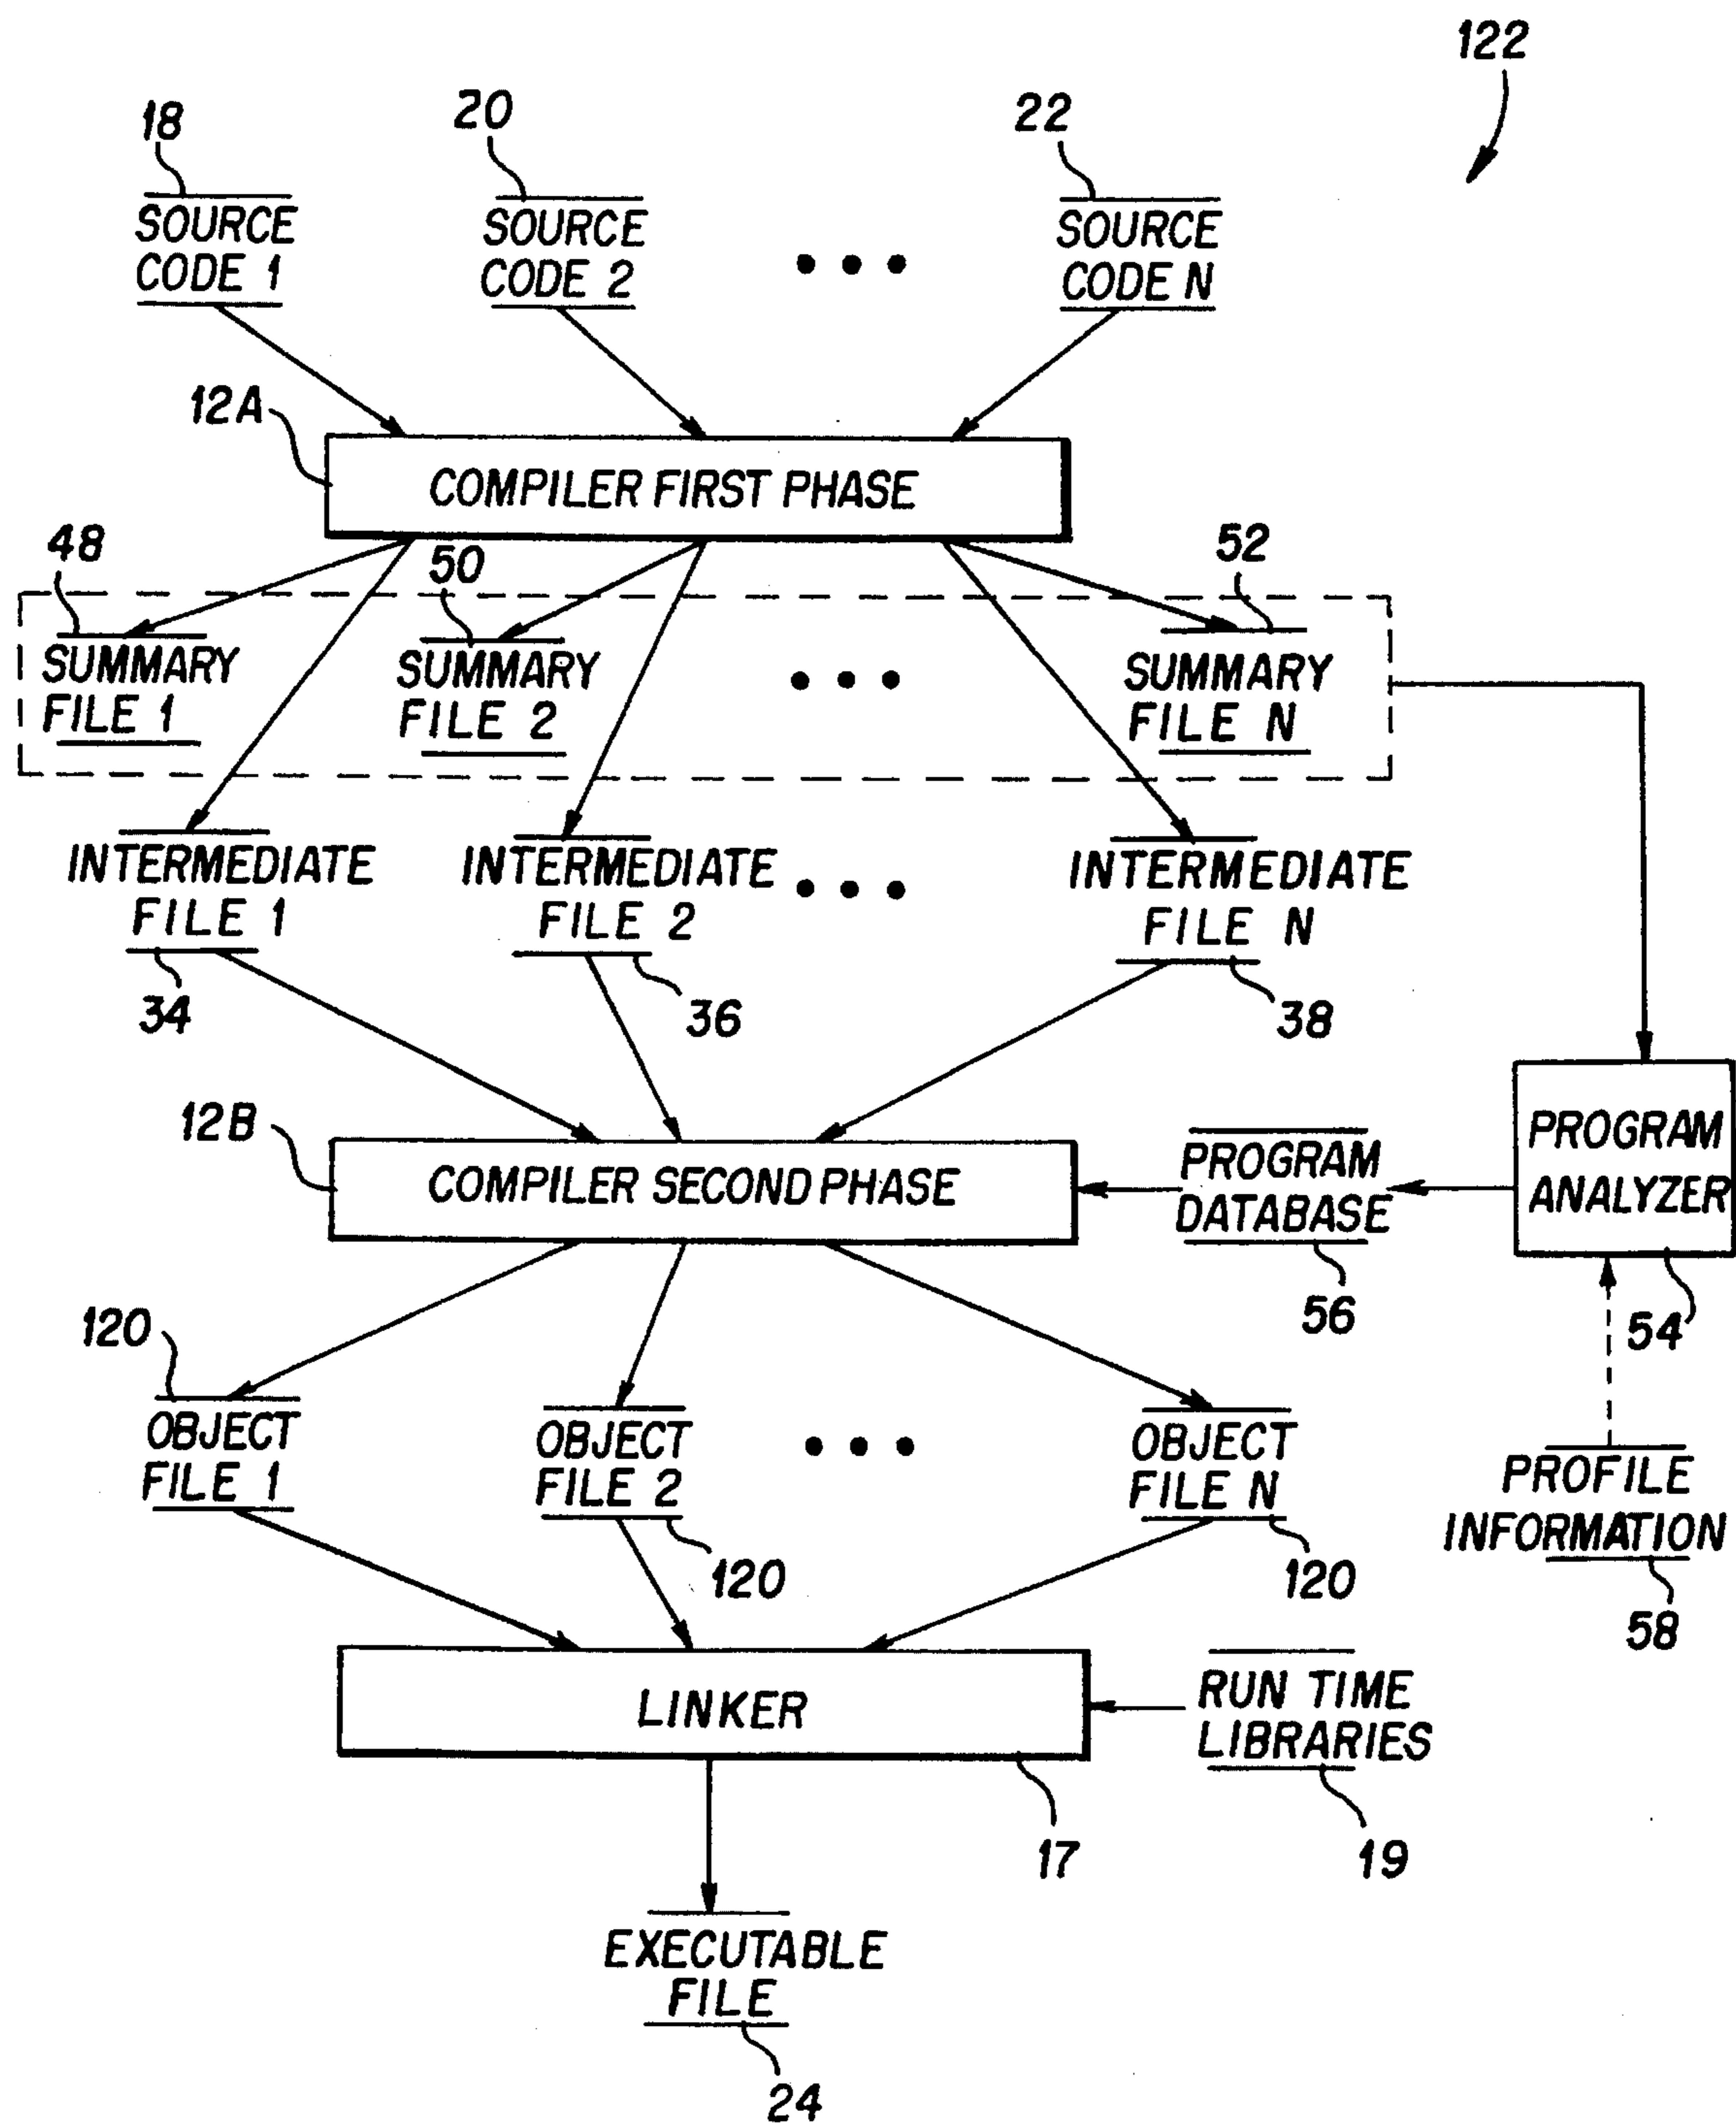 122
18
20
22
SOURCE
CODE 1
SOURCE
CODE 2
SOURCE
CODE N
12A
COMPILER FIRST PHASE
48
50
52
SUMMARY
FILE 1
SUMMARY
FILE 2
SUMMARY
FILE N
INTERMEDIATE
FILE 1
INTERMEDIATE
FILE 2
INTERMEDIATE
FILE N
34
36
38
12B
COMPILER SECOND PHASE
PROGRAM
DATABASE
56
PROGRAM
ANALYZER
54
120
OBJECT
FILE 1
OBJECT
FILE 2
OBJECT
FILE N
120
120
PROFILE
INFORMATION
58
LINKER
RUN TIME
LIBRARIES
17
19
EXECUTABLE
FILE
24